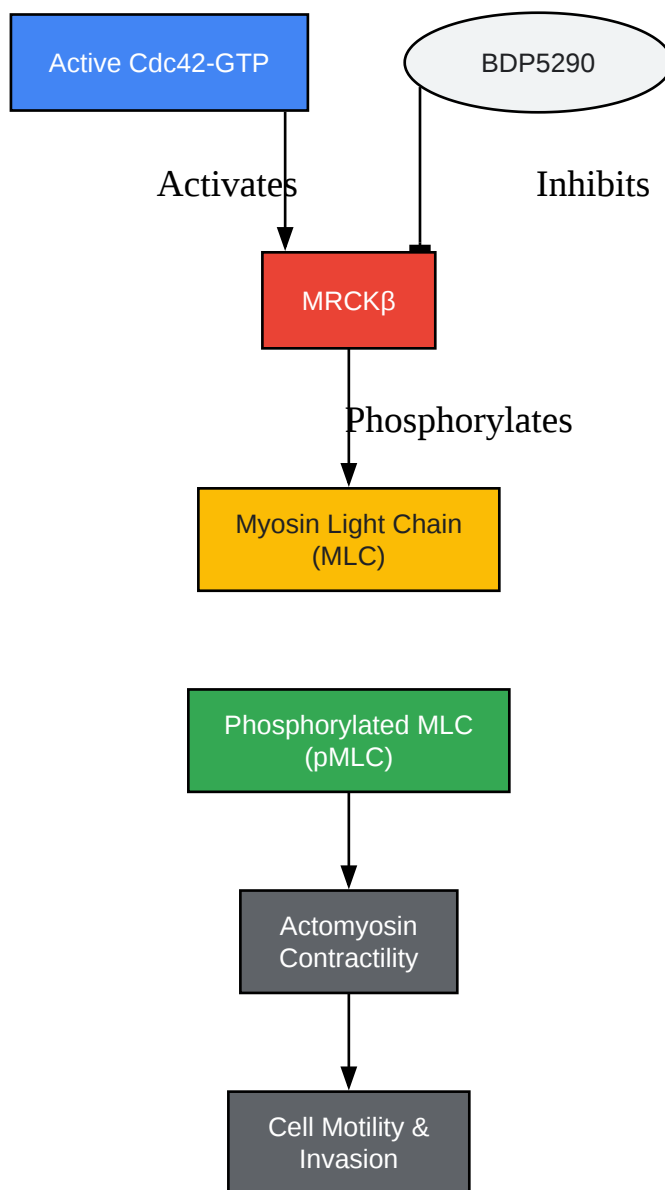 Active Cdc42-GTP
BDP5290
Activates
Inhibits
MRCKβ
Phosphorylates
Myosin Light Chain
(MLC)
Phosphorylated MLC
(pMLC)
Actomyosin
Contractility
Cell Motility &
Invasion